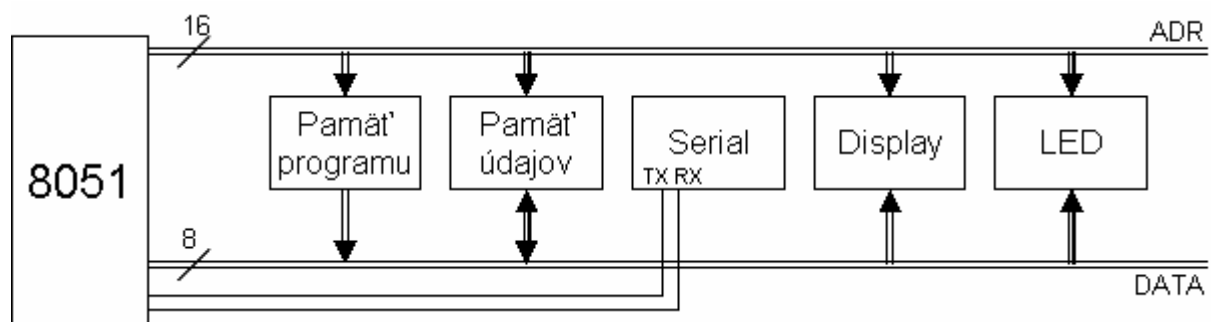 16
ADR
8051
Pamäť
programu
Pamäť
údajov
Serial
TX RX
Display
LED
8
DATA